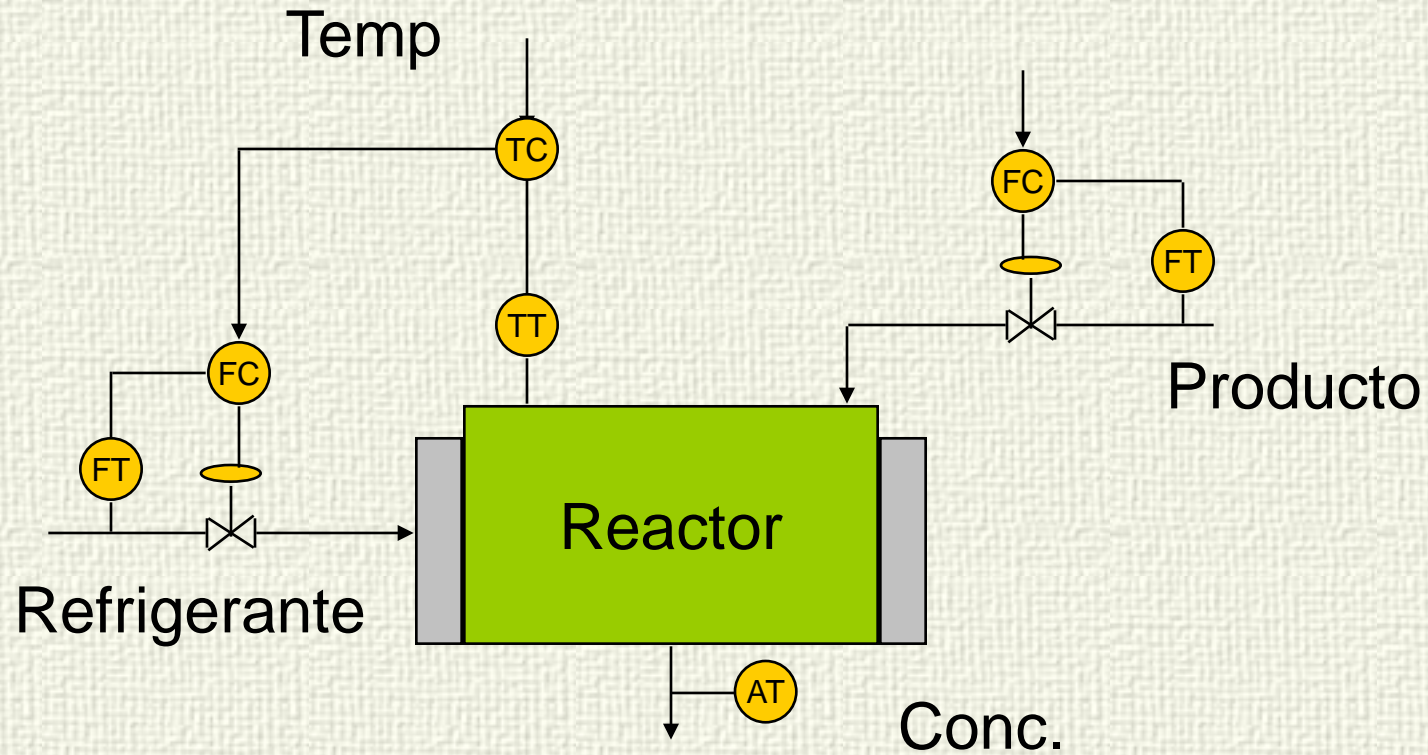 Temp
TC
FC
FT
TT
FC
Producto
FT
Reactor
Refrigerante
AT
Conc.